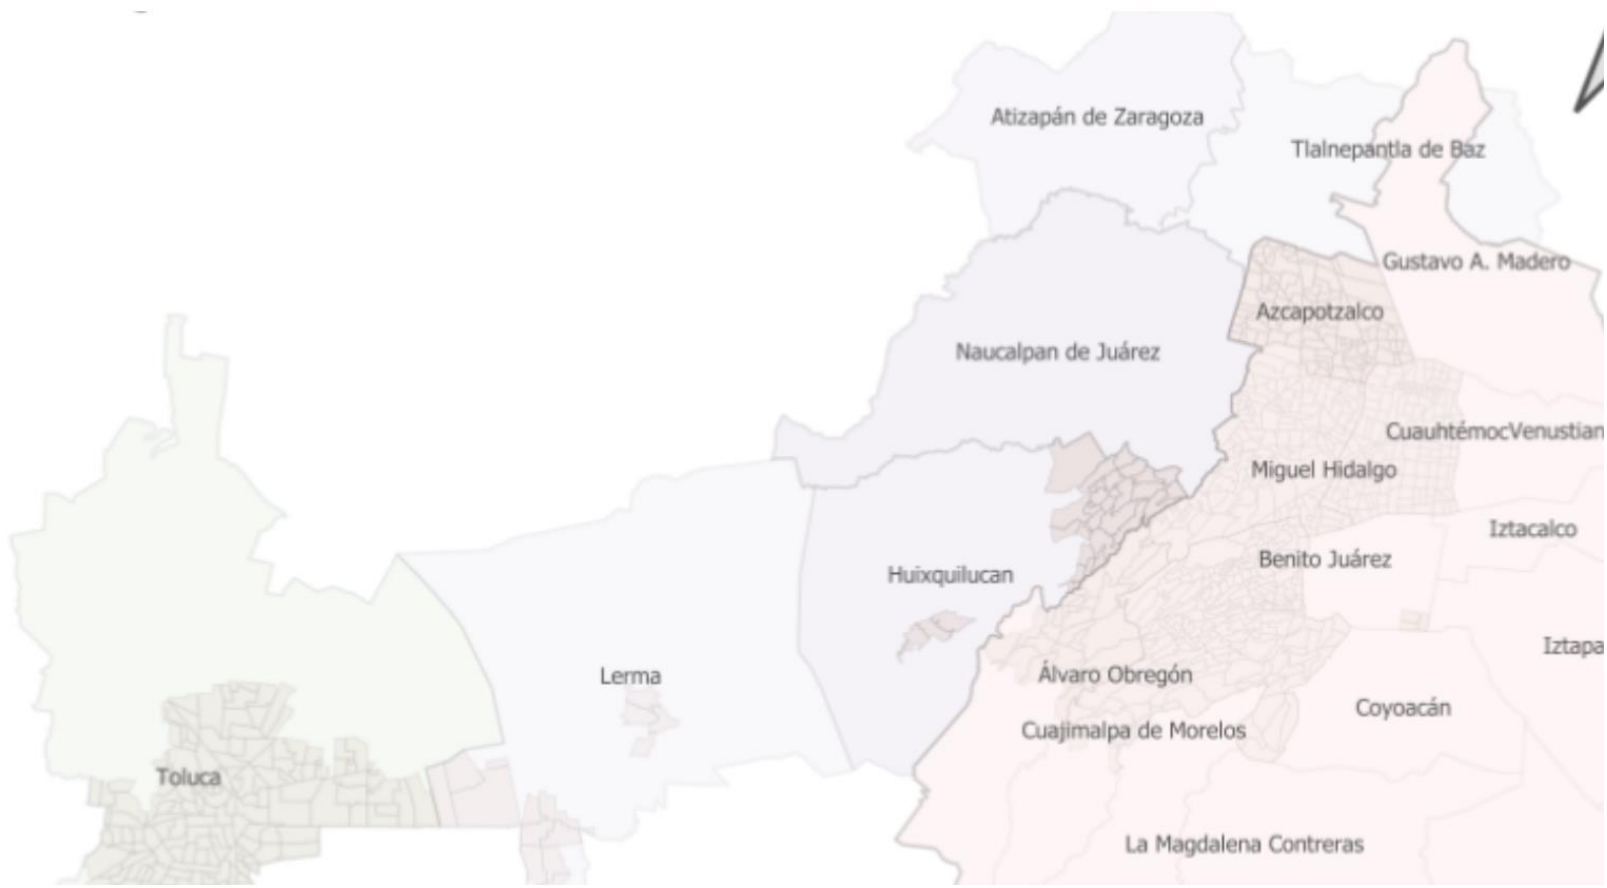 Atizapán de Zaragoza
Tlalnepantla de Baz
Gustavo A. Madero
Azcapotzalco
Naucalpan de Juárez
CuauhtémocVenustian
Miguel Hidalgo
Iztacalco
Benito Juárez
Huixquilucan
Iztapa
Lerma
Álvaro Obregón
Coyoacán
Cuajimalpa de Morelos
Toluca
La Magdalena Contreras